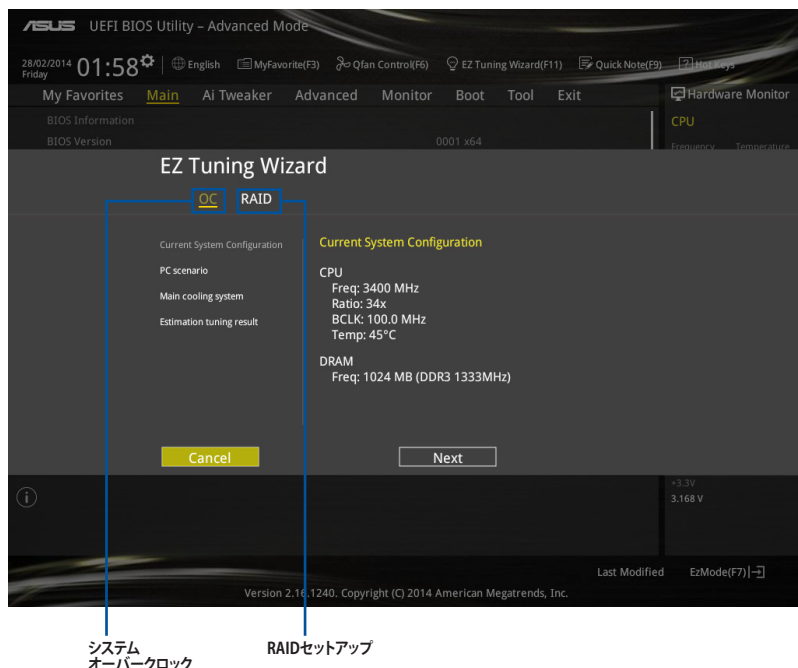 ASUS UEFI BIOS Utility – Advanced Mode
28/02/2014
Friday
01:58
English MyFavorite(F3) Qfan Control(F6) EZ Tuning Wizard(F11) Quick Note(F9) ? Hot Keys
My Favorites Main Ai Tweaker Advanced Monitor Boot Tool Exit
Hardware Monitor
BIOS Information
CPU
BIOS Version 0001 x64
Frequency Temperature
EZ Tuning Wizard
OC RAID
Current System Configuration
PC scenario
Main cooling system
Estimation tuning result
Current System Configuration
CPU
Freq: 3400 MHz
Ratio: 34x
BCLK: 100.0 MHz
Temp: 45°C
DRAM
Freq: 1024 MB (DDR3 1333MHz)
Cancel
Next
+3.3V
3.168 V
Last Modified EzMode(F7)
Version 2.16.1240. Copyright (C) 2014 American Megatrends, Inc.
システム
オーバークロック
RAIDセットアップ